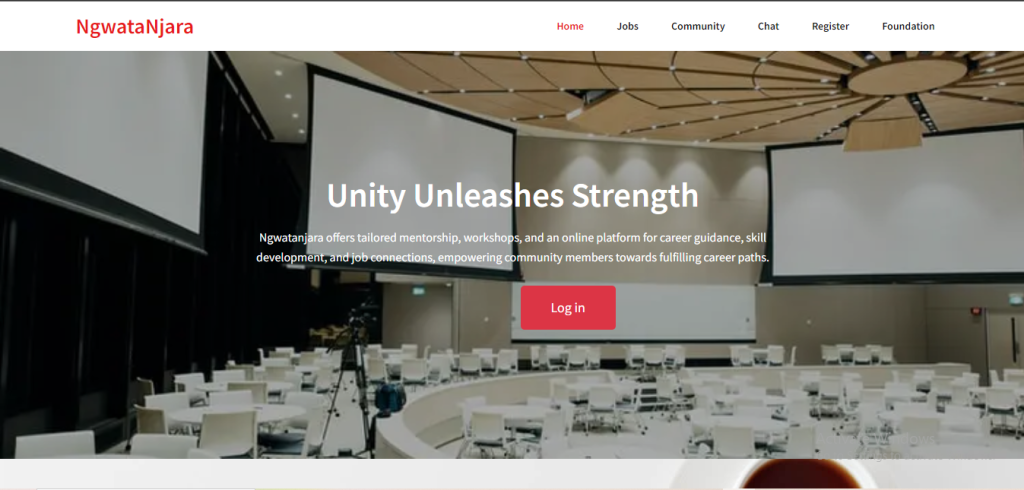 NgwataNjara
Home Jobs Community Chat Register Foundation
Unity Unleashes Strength
Ngwatanjara offers tailored mentorship, workshops, and an online platform for career guidance, skill
development, and job connections, empowering community members towards fulfilling career paths.
Log in